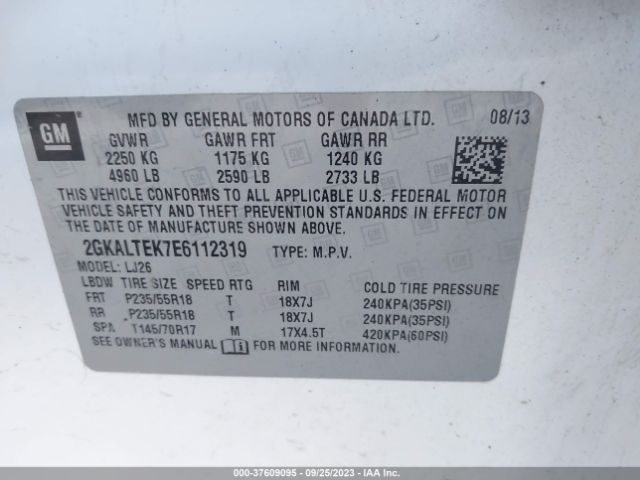 GM
MFD BY GENERAL MOTORS OF CANADA LTD. 08/13
GVWR GAWR FRT GAWR RR
2250 KG 1175 KG 1240 KG
4960 LB 2590 LB 2733 LB
THIS VEHICLE CONFORMS TO ALL APPLICABLE U.S. FEDERAL MOTOR
VEHICLE SAFETY AND THEFT PREVENTION STANDARDS IN EFFECT ON
THE DATE OF MANUFACTURE SHOWN ABOVE.
2GKALTEK7E6112319 TYPE: M.P.V.
MODEL: LJ26
LBDW TIRE SIZE SPEED RTG RIM COLD TIRE PRESSURE
FRT P235/55R18 T 18X7J 240KPA(35PSI)
RR P235/55R18 T 18X7J 240KPA(35PSI)
SPA T145/70R17 M 17X4.5T 420KPA(60PSI)
SEE OWNER'S MANUAL FOR MORE INFORMATION.
000-37609095 - 09/25/2023 - IAA Inc.